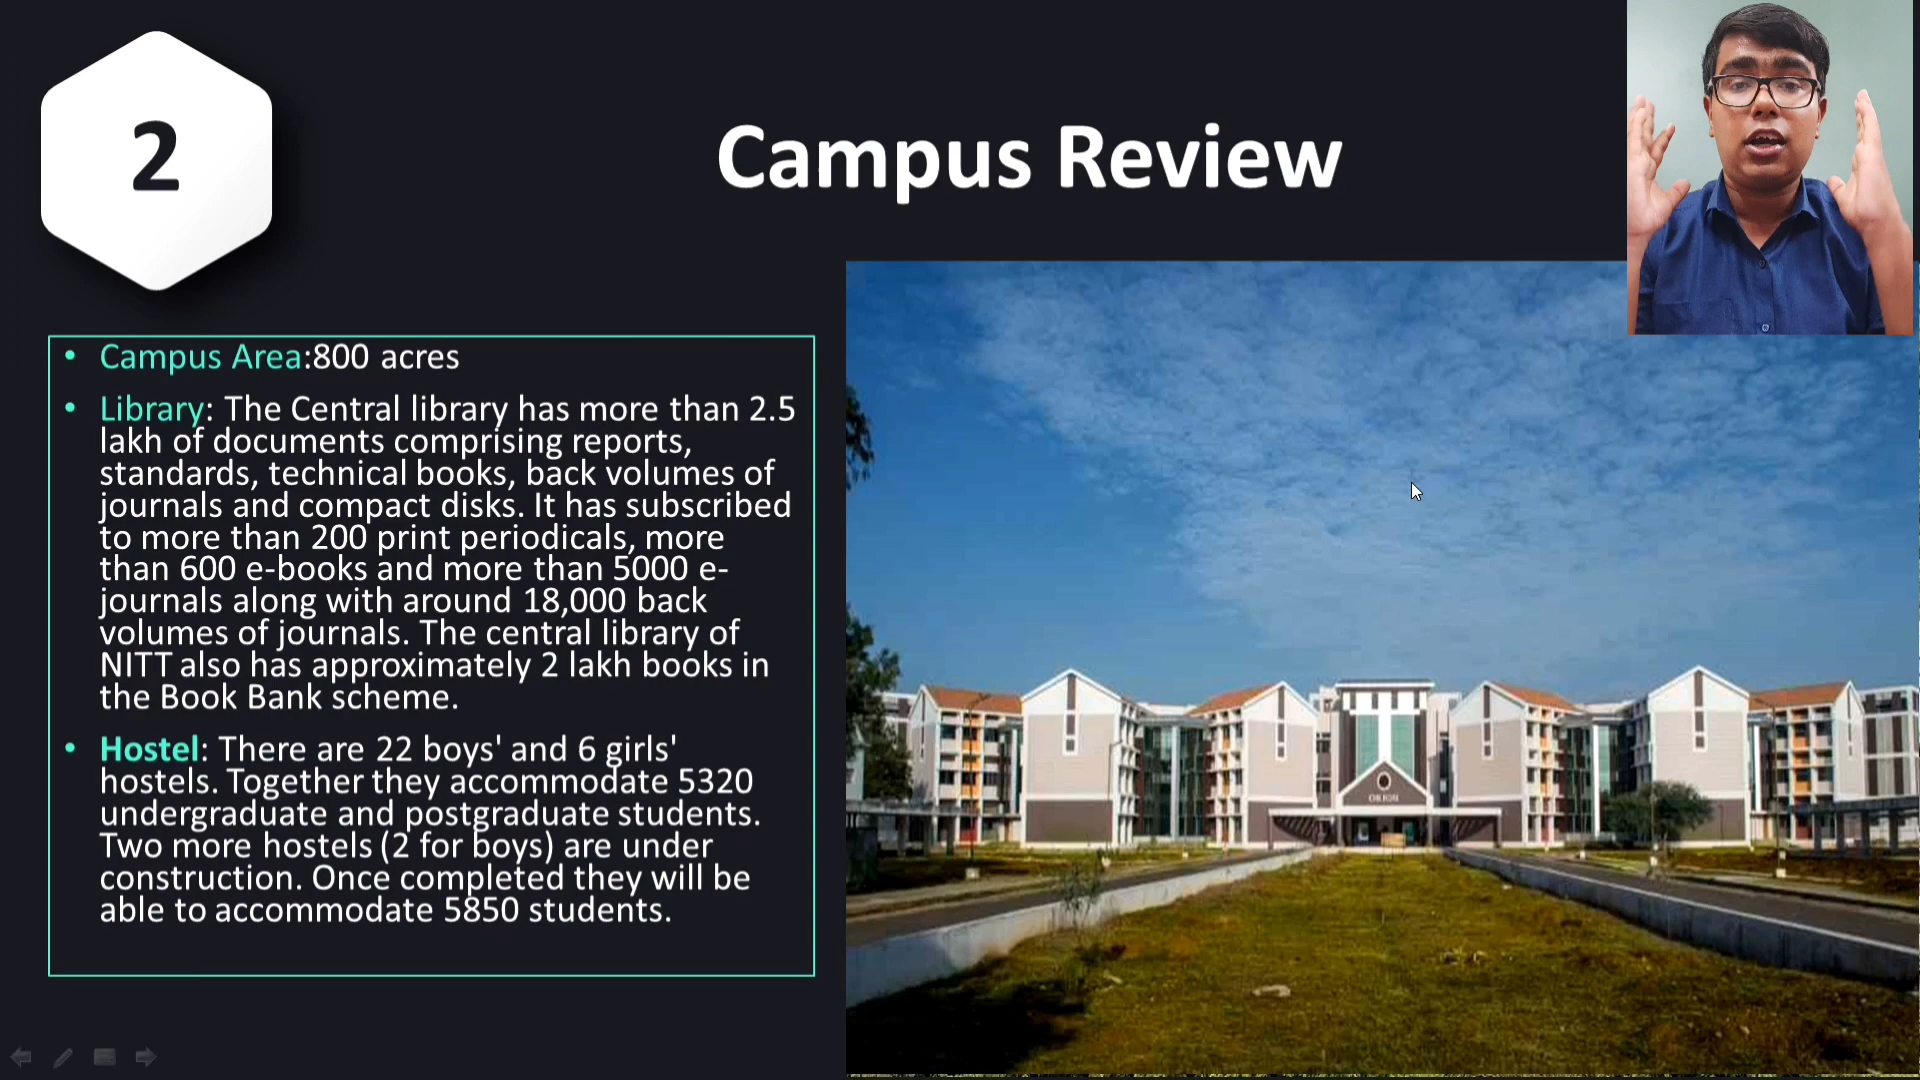 2
Campus Review
• Campus Area:800 acres
• Library: The Central library has more than 2.5
lakh of documents comprising reports,
standards, technical books, back volumes of
journals and compact disks. It has subscribed
to more than 200 print periodicals, more
than 600 e-books and more than 5000 e-
journals along with around 18,000 back
volumes of journals. The central library of
NITT also has approximately 2 lakh books in
the Book Bank scheme.
• Hostel: There are 22 boys' and 6 girls'
hostels. Together they accommodate 5320
undergraduate and postgraduate students.
Two more hostels (2 for boys) are under
construction. Once completed they will be
able to accommodate 5850 students.